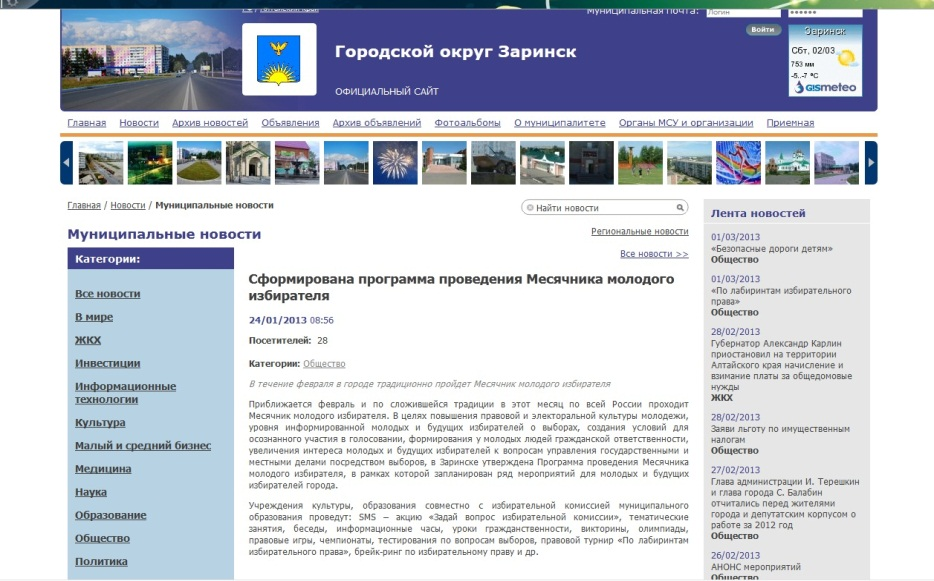 Муниципальная почта: Логин
Войти
Городской округ Заринск
ОФИЦИАЛЬНЫЙ САЙТ
Заринск
Сбт, 02/03
753 мм
-5..-7 °C
GISmeteo
Главная Новости Архив новостей Объявления Архив объявлений Фотоальбомы О муниципалитете Органы МСУ и организации Приемная
Главная / Новости / Муниципальные новости
Найти новости
Муниципальные новости
Региональные новости
Все новости >>
Категории:
Все новости
В мире
ЖКХ
Инвестиции
Информационные
технологии
Культура
Малый и средний бизнес
Медицина
Наука
Образование
Общество
Политика
Сформирована программа проведения Месячника молодого
избирателя
24/01/2013 08:56
Посетителей: 28
Категории: Общество
В течение февраля в городе традиционно пройдет Месячник молодого избирателя
Приближается февраль и по сложившейся традиции в этот месяц по всей России проходит
Месячник молодого избирателя. В целях повышения правовой и электоральной культуры молодежи,
уровня информированной молодых и будущих избирателей о выборах, создания условий для
осознанного участия в голосовании, формирования у молодых людей гражданской ответственности,
увеличения интереса молодых и будущих избирателей к вопросам управления государственными и
местными делами посредством выборов, в Заринске утверждена Программа проведения Месячника
молодого избирателя, в рамках которой запланирован ряд мероприятий для молодых и будущих
избирателей города.
Учреждения культуры, образования совместно с избирательной комиссией муниципального
образования проведут: SMS – акцию «Задай вопрос избирательной комиссии», тематические
занятия, беседы, информационные часы, уроки гражданственности, викторины, олимпиады,
правовые игры, чемпионаты, тестирования по вопросам выборов, правовой турнир «По лабиринтам
избирательного права», брейк-ринг по избирательному праву и др.
Лента новостей
01/03/2013
«Безопасные дороги детям»
Общество
01/03/2013
«По лабиринтам избирательного
права»
Общество
28/02/2013
Губернатор Александр Карлин
приостановил на территории
Алтайского края начисление и
взимание платы за общедомовые
нужды
ЖКХ
28/02/2013
Заяви льготу по имущественным
налогам
Общество
27/02/2013
Глава администрации И. Терешкин
и глава города С. Балабин
отчитались перед жителями
города и депутатским корпусом о
работе за 2012 год
Общество
26/02/2013
АНОНС мероприятий
Общество